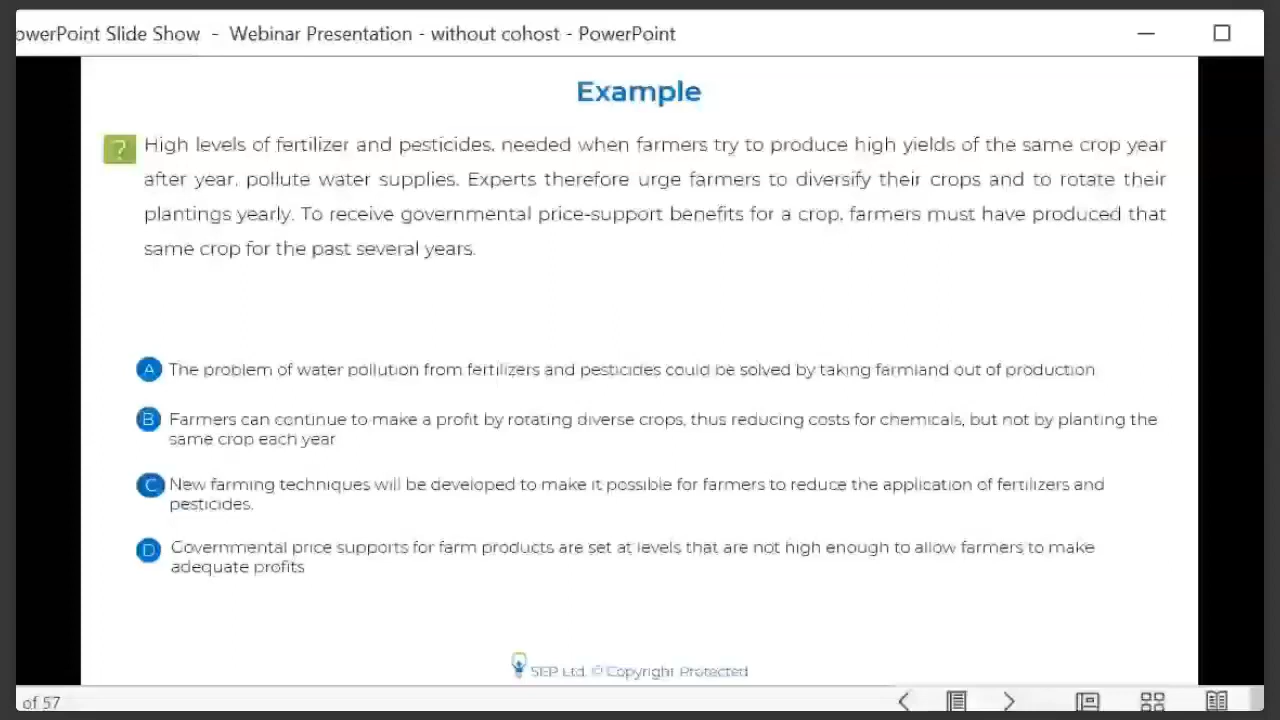 owerPoint Slide Show - Webinar Presentation - without cohost - PowerPoint
Example
? High levels of fertilizer and pesticides, needed when farmers try to produce high yields of the same crop year
after year, pollute water supplies. Experts therefore urge farmers to diversify their crops and to rotate their
plantings yearly. To receive governmental price-support benefits for a crop, farmers must have produced that
same crop for the past several years.
A The problem of water pollution from fertilizers and pesticides could be solved by taking farmland out of production
B Farmers can continue to make a profit by rotating diverse crops, thus reducing costs for chemicals, but not by planting the
same crop each year
C New farming techniques will be developed to make it possible for farmers to reduce the application of fertilizers and
pesticides.
D Governmental price supports for farm products are set at levels that are not high enough to allow farmers to make
adequate profits
SEP Ltd. © Copyright Protected
of 57